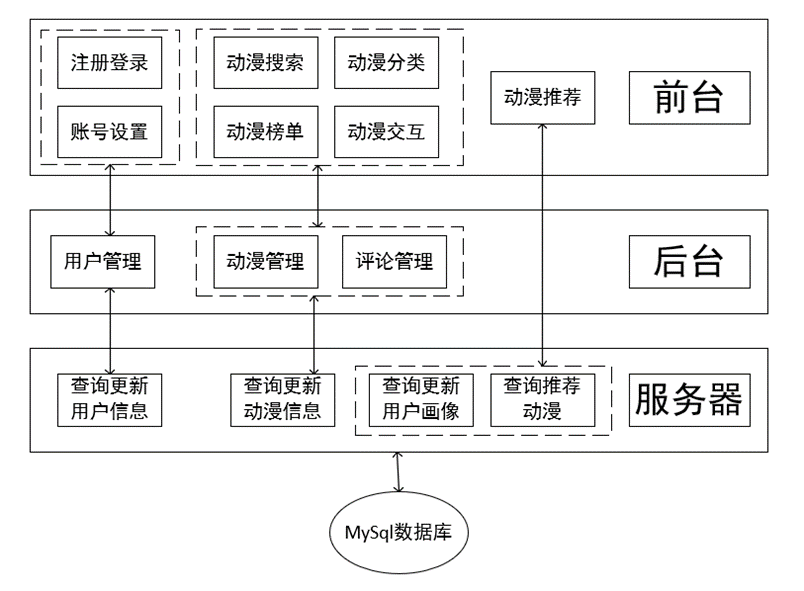 注册登录
账号设置
动漫搜索
动漫分类
动漫榜单
动漫交互
动漫推荐
前台
用户管理
动漫管理
评论管理
后台
查询更新
用户信息
查询更新
动漫信息
查询更新
用户画像
查询推荐
动漫
服务器
MySql数据库